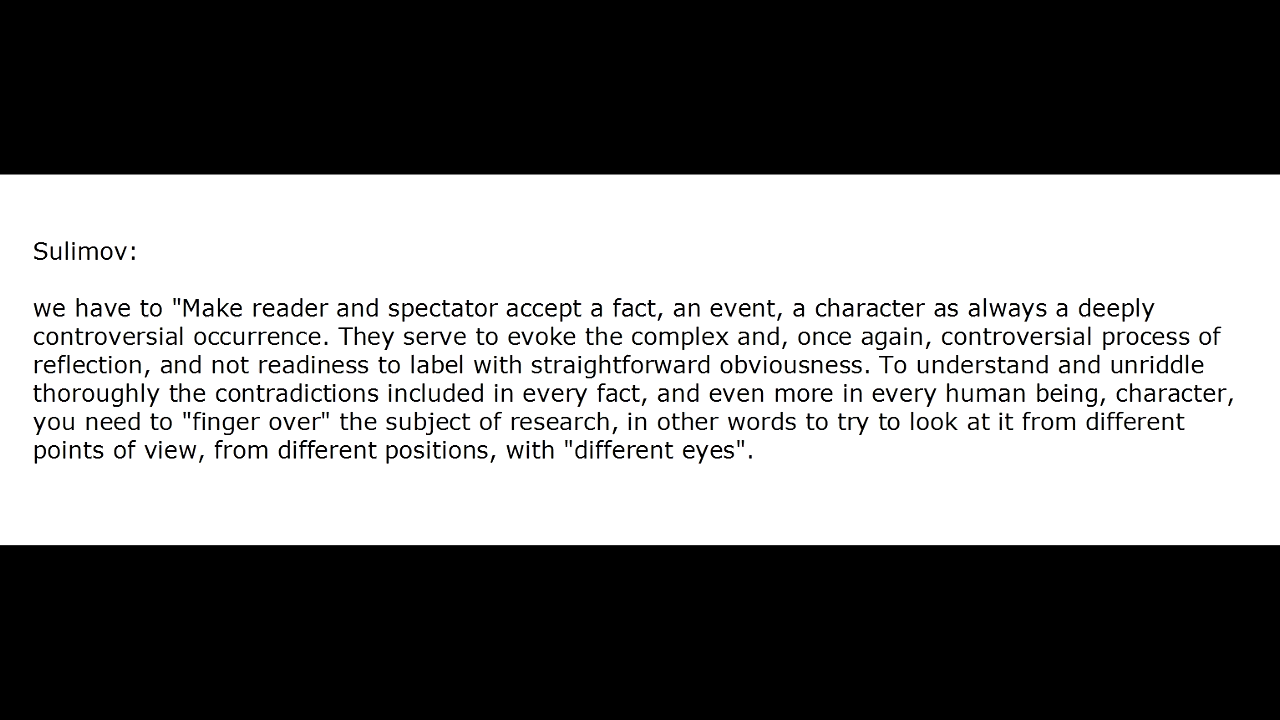 Sulimov:
we have to "Make reader and spectator accept a fact, an event, a character as always a deeply
controversial occurrence. They serve to evoke the complex and, once again, controversial process of
reflection, and not readiness to label with straightforward obviousness. To understand and unriddle
thoroughly the contradictions included in every fact, and even more in every human being, character,
you need to "finger over" the subject of research, in other words to try to look at it from different
points of view, from different positions, with "different eyes".